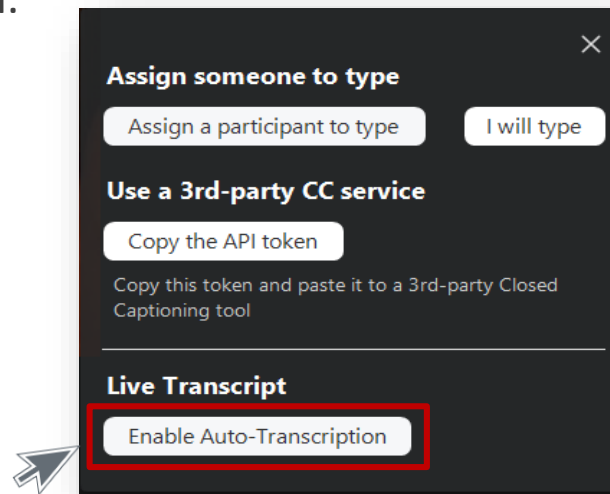 Assign someone to type
Assign a participant to type I will type
Use a 3rd-party CC service
Copy the API token
Copy this token and paste it to a 3rd-party Closed
Captioning tool
Live Transcript
Enable Auto-Transcription